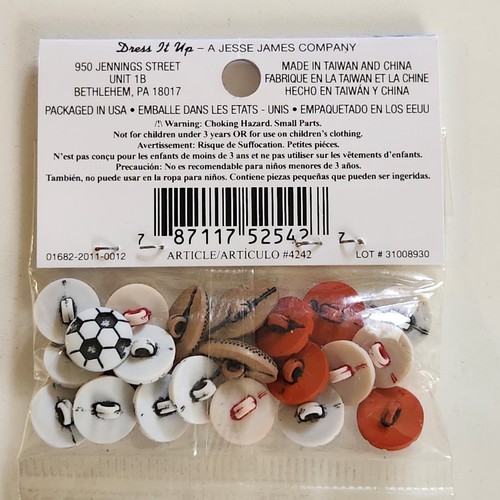 Dress It Up – A JESSE JAMES COMPANY
950 JENNINGS STREET
UNIT 1B
BETHLEHEM, PA 18017
MADE IN TAIWAN AND CHINA
FABRIQUE EN LA TAIWAN ET LA CHINE
HECHO EN TAIWÁN Y CHINA
PACKAGED IN USA • EMBALLE DANS LES ETATS - UNIS • EMPAQUETADO EN LOS EEUU
⚠ Warning: Choking Hazard. Small Parts.
Not for children under 3 years OR for use on children's clothing.
Avertissement: Risque de Suffocation. Petites piéces.
N'est pas conçu pour les enfants de moins de 3 ans et ne pas utiliser sur les vêtements d'enfants.
Precaución: No es recomendable para niños menores de 3 años.
También, no puede usar en la ropa para niños. Contiene piezas pequeñas que pueden ser ingeridas.
7 87117 52542 7
01682-2011-0012 ARTICLE/ARTÍCULO #4242 LOT # 31008930